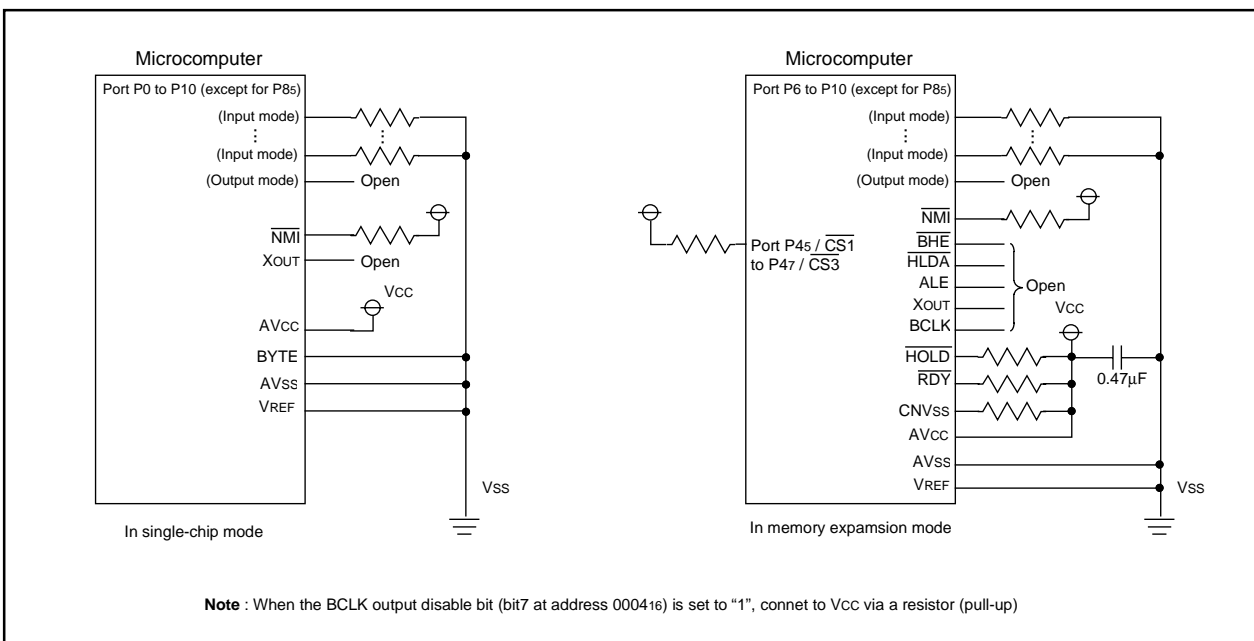 Microcomputer
Port P0 to P10 (except for P85)
(Input mode)
(Input mode)
(Output mode)
Open
NMI
XOUT
Open
VCC
AVCC
BYTE
AVSS
VREF
VSS
In single-chip mode
Microcomputer
Port P6 to P10 (except for P85)
(Input mode)
(Input mode)
(Output mode)
Open
NMI
Port P45 / CS1
to P47 / CS3
BHE
HLDA
ALE
XOUT
BCLK
Open
VCC
HOLD
RDY
CNVSS
AVCC
0.47µF
AVSS
VREF
VSS
In memory expamsion mode
Note : When the BCLK output disable bit (bit7 at address 000416) is set to “1”, connet to VCC via a resistor (pull-up)